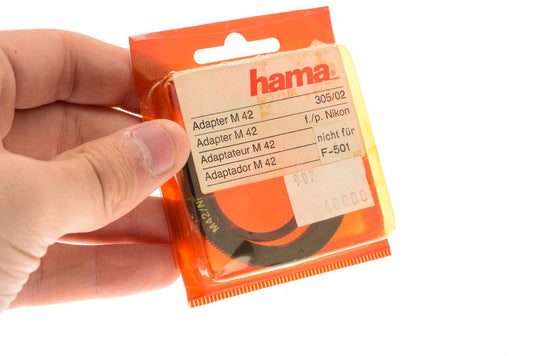 hama®
Adapter M 42 305/02
Adapter M 42 f./p. Nikon
Adaptateur M 42 nicht für
Adaptador M 42 F-501
M42/N